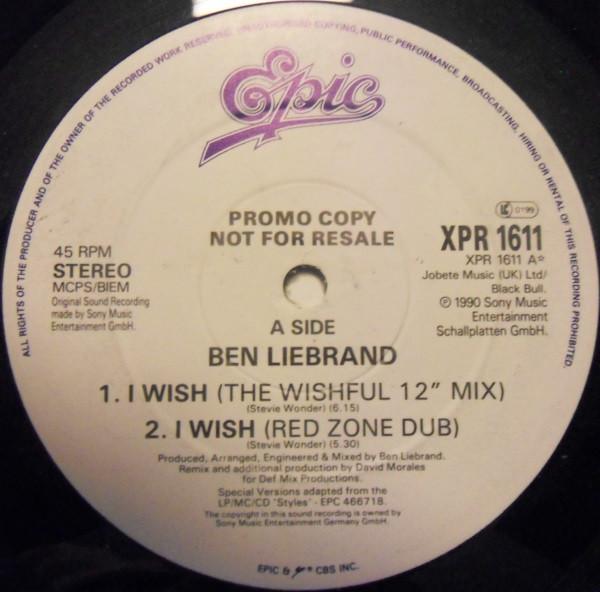 ALL RIGHTS OF THE PRODUCER AND OF THE OWNER OF THE RECORDED WORK RESERVED. UNAUTHORISED COPYING, PUBLIC PERFORMANCE, BROADCASTING, HIRING OR RENTAL OF THIS RECORDING PROHIBITED.
Epic
PROMO COPY
NOT FOR RESALE
45 RPM
STEREO
MCPS/BIEM
Original Sound Recording
made by Sony Music
Entertainment GmbH.
LC 0199
XPR 1611
XPR 1611 A*
Jobete Music (UK) Ltd/
Black Bull.
℗ 1990 Sony Music
Entertainment
Schallplatten GmbH.
A SIDE
BEN LIEBRAND
1. I WISH (THE WISHFUL 12" MIX)
(Stevie Wonder) (6.15)
2. I WISH (RED ZONE DUB)
(Stevie Wonder) (5.30)
Produced, Arranged, Engineered & Mixed by Ben Liebrand.
Remix and additional production by David Morales
for Def Mix Productions.
Special Versions adapted from the
LP/MC/CD 'Styles' - EPC 466718.
The copyright in this sound recording is owned by
Sony Music Entertainment Germany GmbH.
EPIC & ® CBS INC.